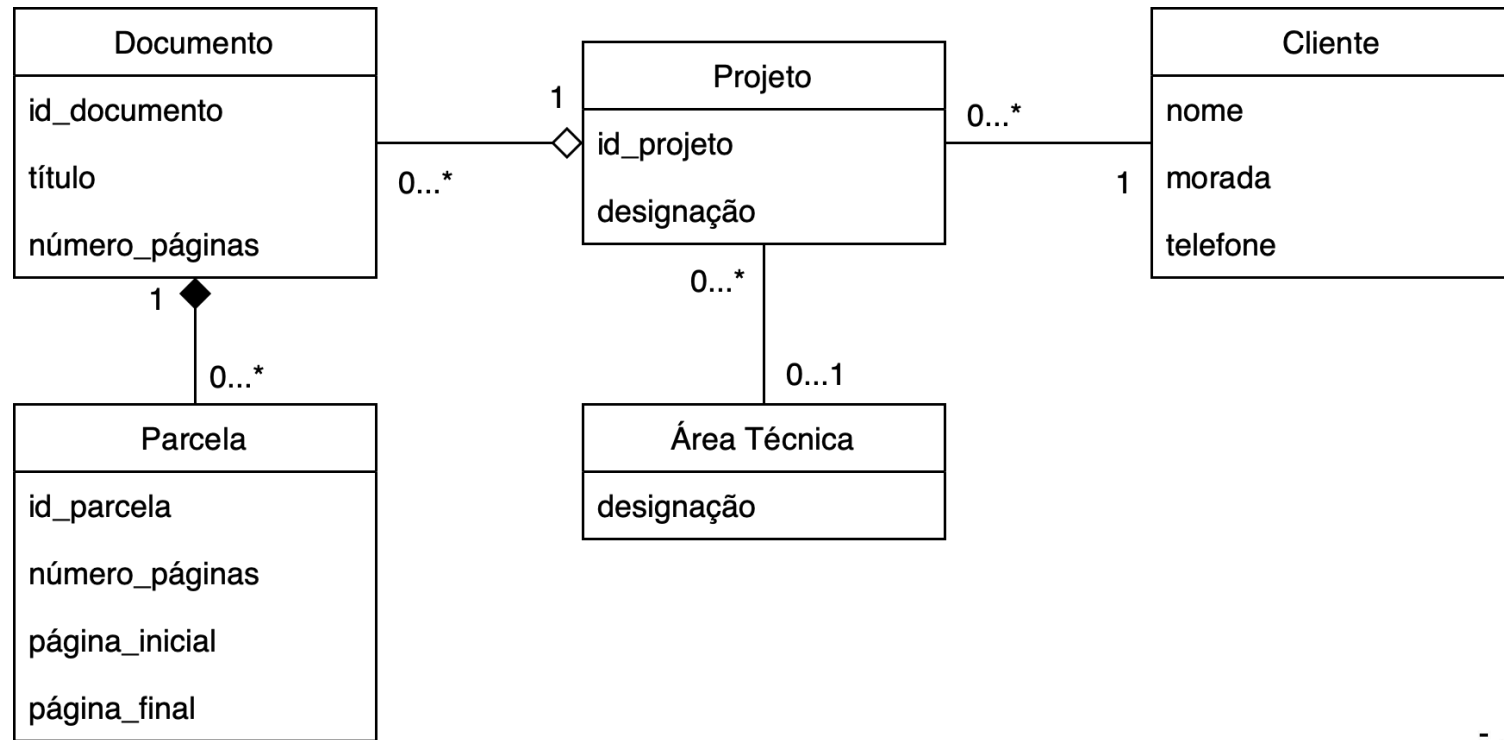 Documento
id_documento
título
número_páginas
1
0...*
Projeto
id_projeto
designação
1
0...*
0...*
1
Cliente
nome
morada
telefone
1
0...*
0...1
Parcela
id_parcela
número_páginas
página_inicial
página_final
Área Técnica
designação
-